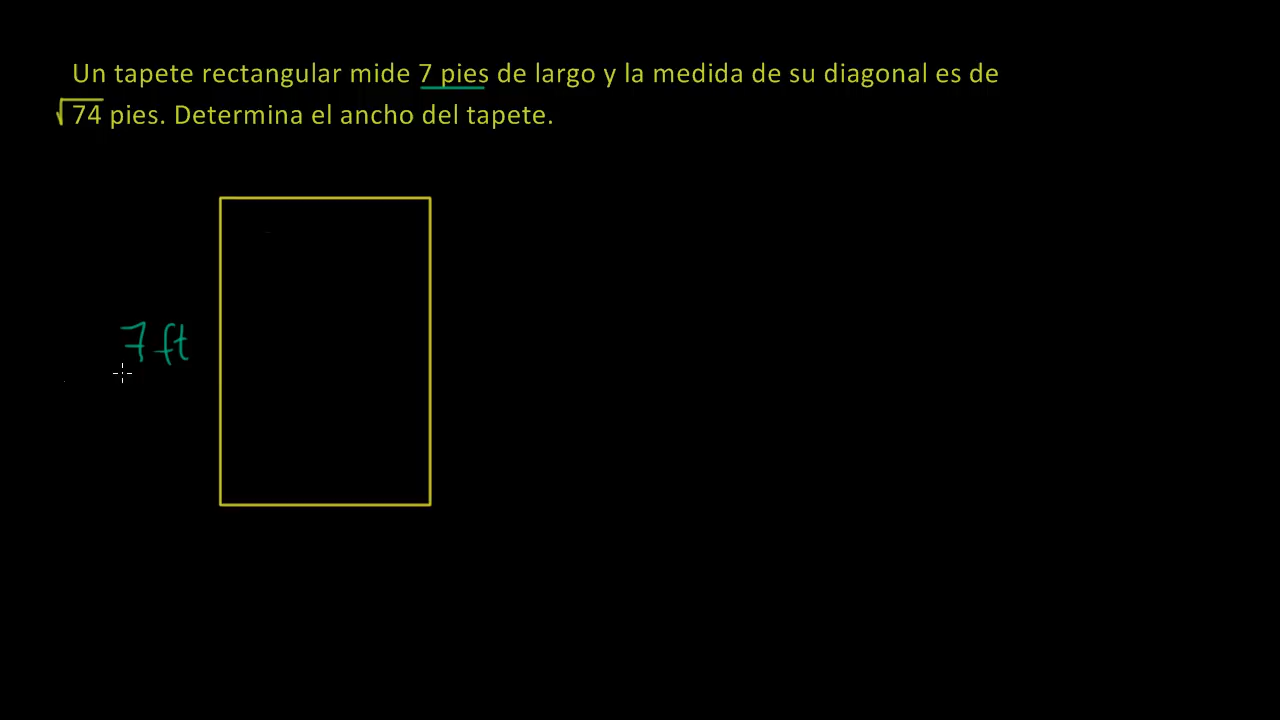 Un tapete rectangular mide 7 pies de largo y la medida de su diagonal es de
√74 pies. Determina el ancho del tapete.
7 ft